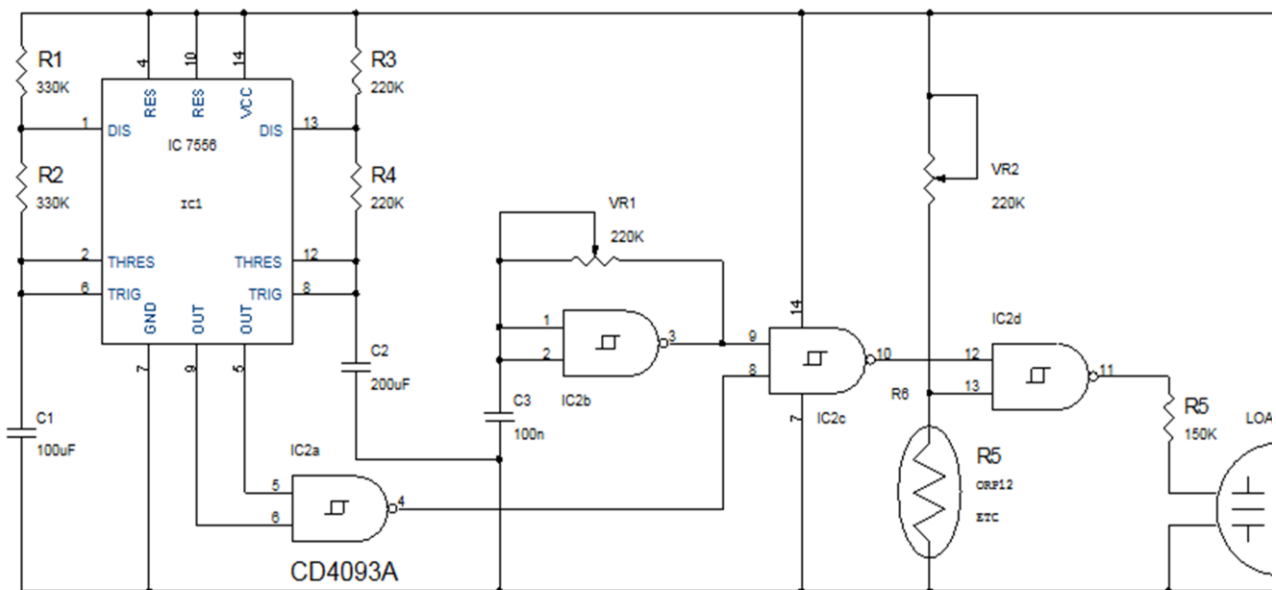 R1
330K
R2
330K
C1
100uF
4
RES
10
RES
14
VCC
1
DIS
DIS
13
IC 7556
IC1
2
THRES
THRES
12
6
TRIG
TRIG
8
GND
OUT
OUT
7
9
5
R3
220K
R4
220K
C2
200uF
IC2a
5
6
4
CD4093A
VR1
220K
1
2
3
IC2b
C3
100n
14
9
8
10
7
IC2c
VR2
220K
IC2d
12
13
11
R6
R5
ORP12
ETC
R5
150K
LOA